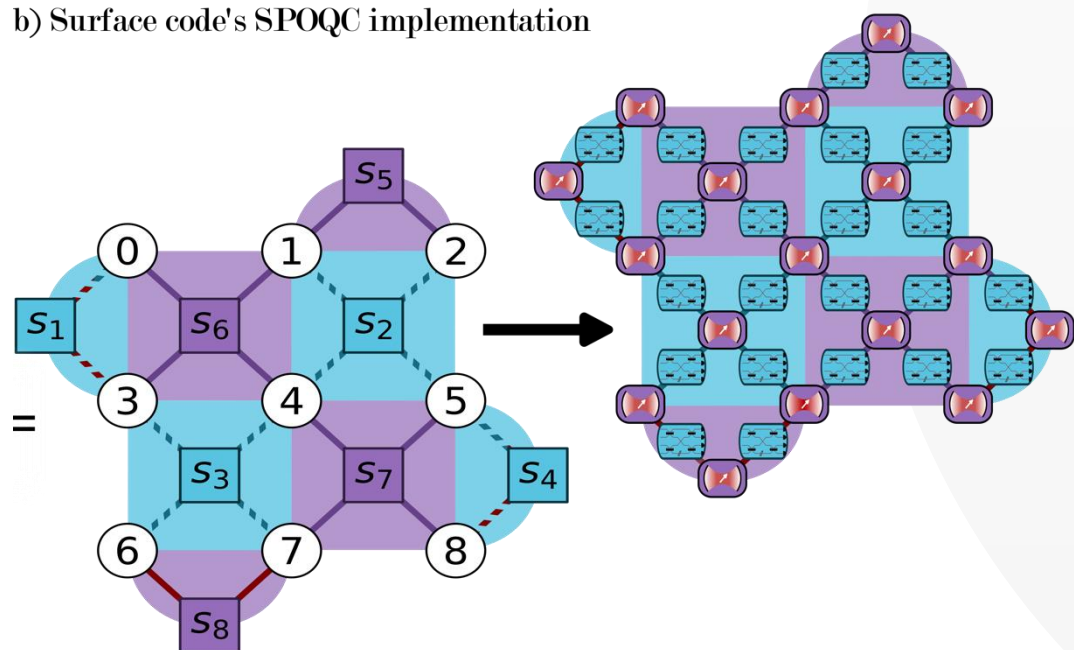 b) Surface code's SPOQC implementation
s5
0 1 2
s1 s6 s2
3 4 5
=
s3 s7 s4
6 7 8
s8